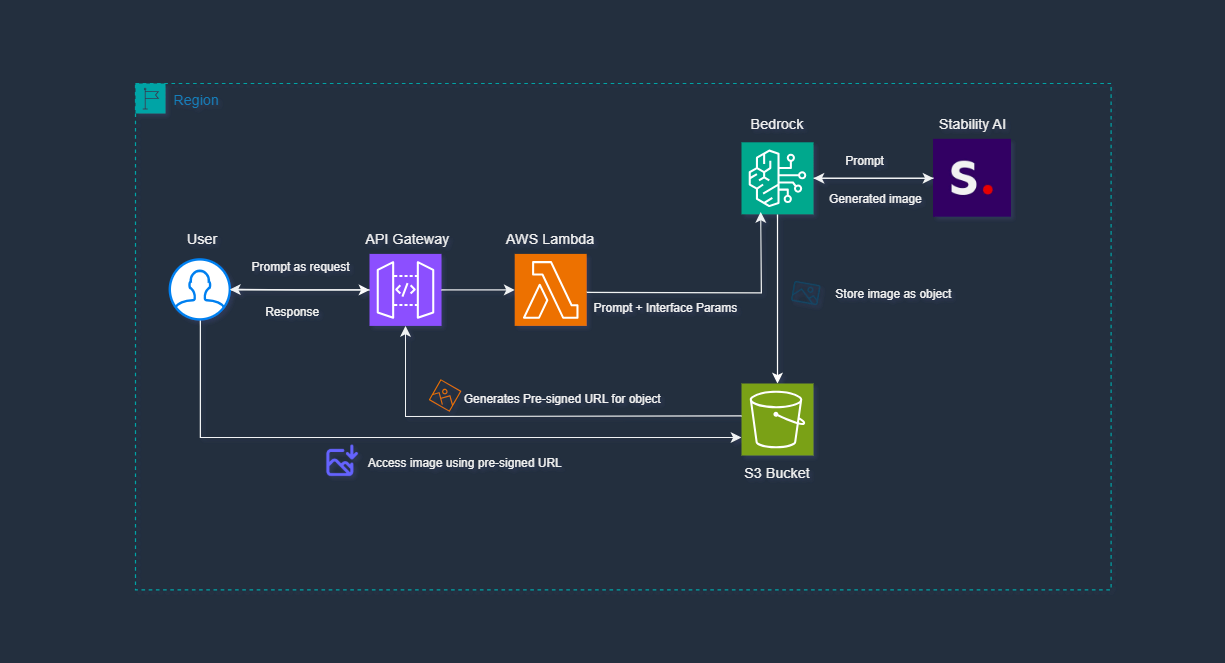 Region
Bedrock
Stability AI
Prompt
S.
Generated image
User
API Gateway
AWS Lambda
Prompt as request
</>
Response
Prompt + Interface Params
Store image as object
Generates Pre-signed URL for object
Access image using pre-signed URL
S3 Bucket